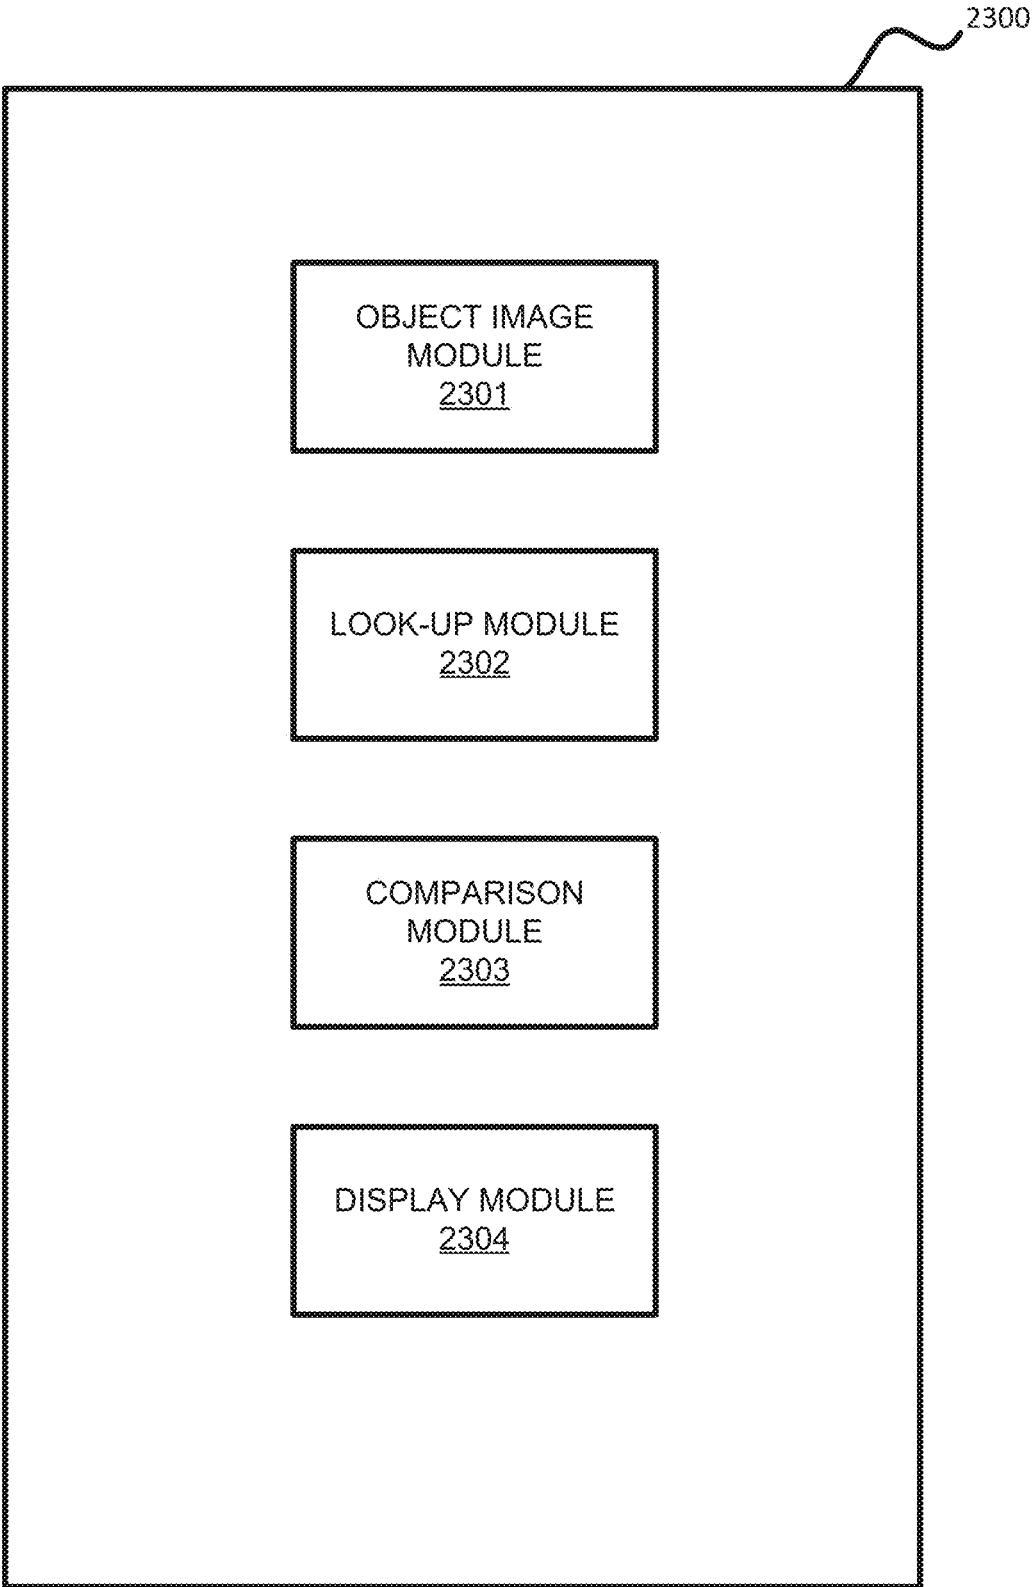 2300
OBJECT IMAGE
MODULE
2301
LOOK-UP MODULE
2302
COMPARISON
MODULE
2303
DISPLAY MODULE
2304